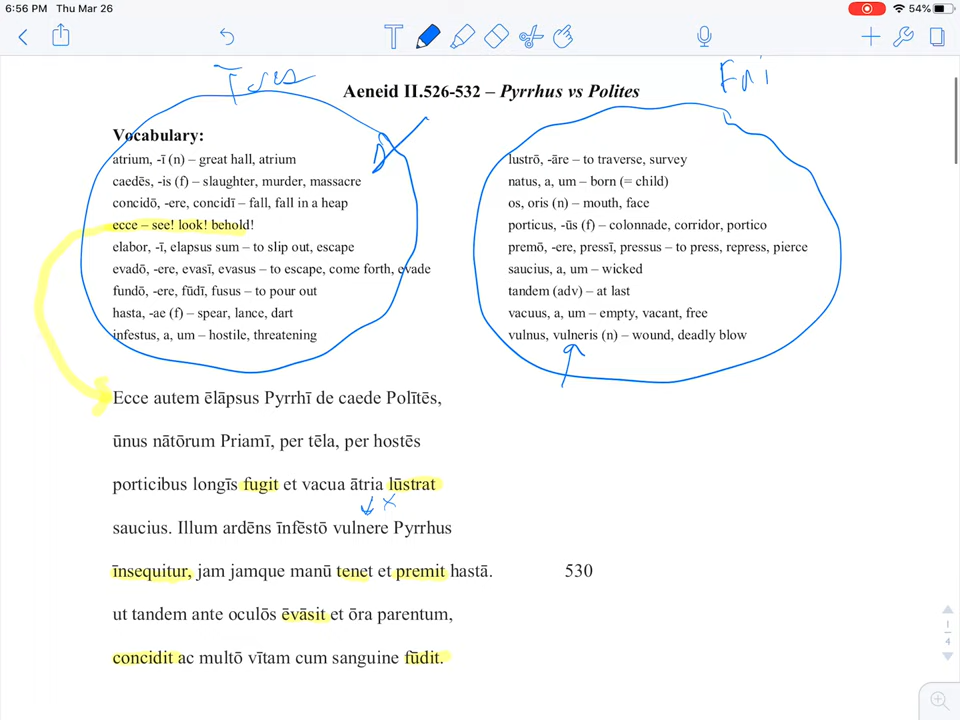 6:56 PM Thu Mar 26
54%
Aeneid II.526-532 – Pyrrhus vs Polites
Vocabulary:
atrium, -ī (n) – great hall, atrium
caedēs, -is (f) – slaughter, murder, massacre
concidō, -ere, concidī – fall, fall in a heap
ecce – see! look! behold!
elabor, -ī, elapsus sum – to slip out, escape
evadō, -ere, evasī, evasus – to escape, come forth, evade
fundō, -ere, fūdī, fusus – to pour out
hasta, -ae (f) – spear, lance, dart
infestus, a, um – hostile, threatening
lustrō, -āre – to traverse, survey
natus, a, um – born (= child)
os, oris (n) – mouth, face
porticus, -ūs (f) – colonnade, corridor, portico
premō, -ere, pressī, pressus – to press, repress, pierce
saucius, a, um – wicked
tandem (adv) – at last
vacuus, a, um – empty, vacant, free
vulnus, vulneris (n) – wound, deadly blow
Ecce autem ēlāpsus Pyrrhī de caede Polītēs,
ūnus nātōrum Priamī, per tēla, per hostēs
porticibus longīs fugit et vacua ātria lūstrat
saucius. Illum ardēns īnfēstō vulnere Pyrrhus
īnsequitur, jam jamque manū tenet et premit hastā. 530
ut tandem ante oculōs ēvāsit et ōra parentum,
concidit ac multō vītam cum sanguine fūdit.
1
4